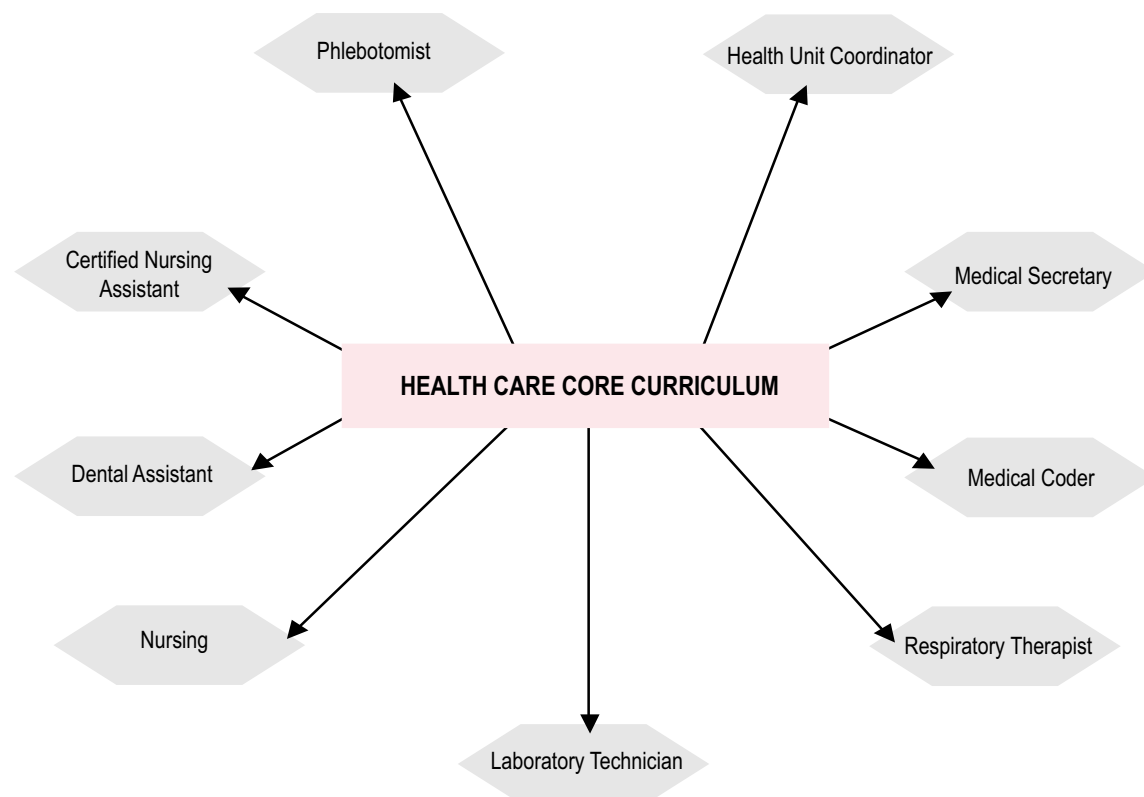 Phlebotomist
Health Unit Coordinator
Certified Nursing
Assistant
Medical Secretary
HEALTH CARE CORE CURRICULUM
Dental Assistant
Medical Coder
Nursing
Respiratory Therapist
Laboratory Technician